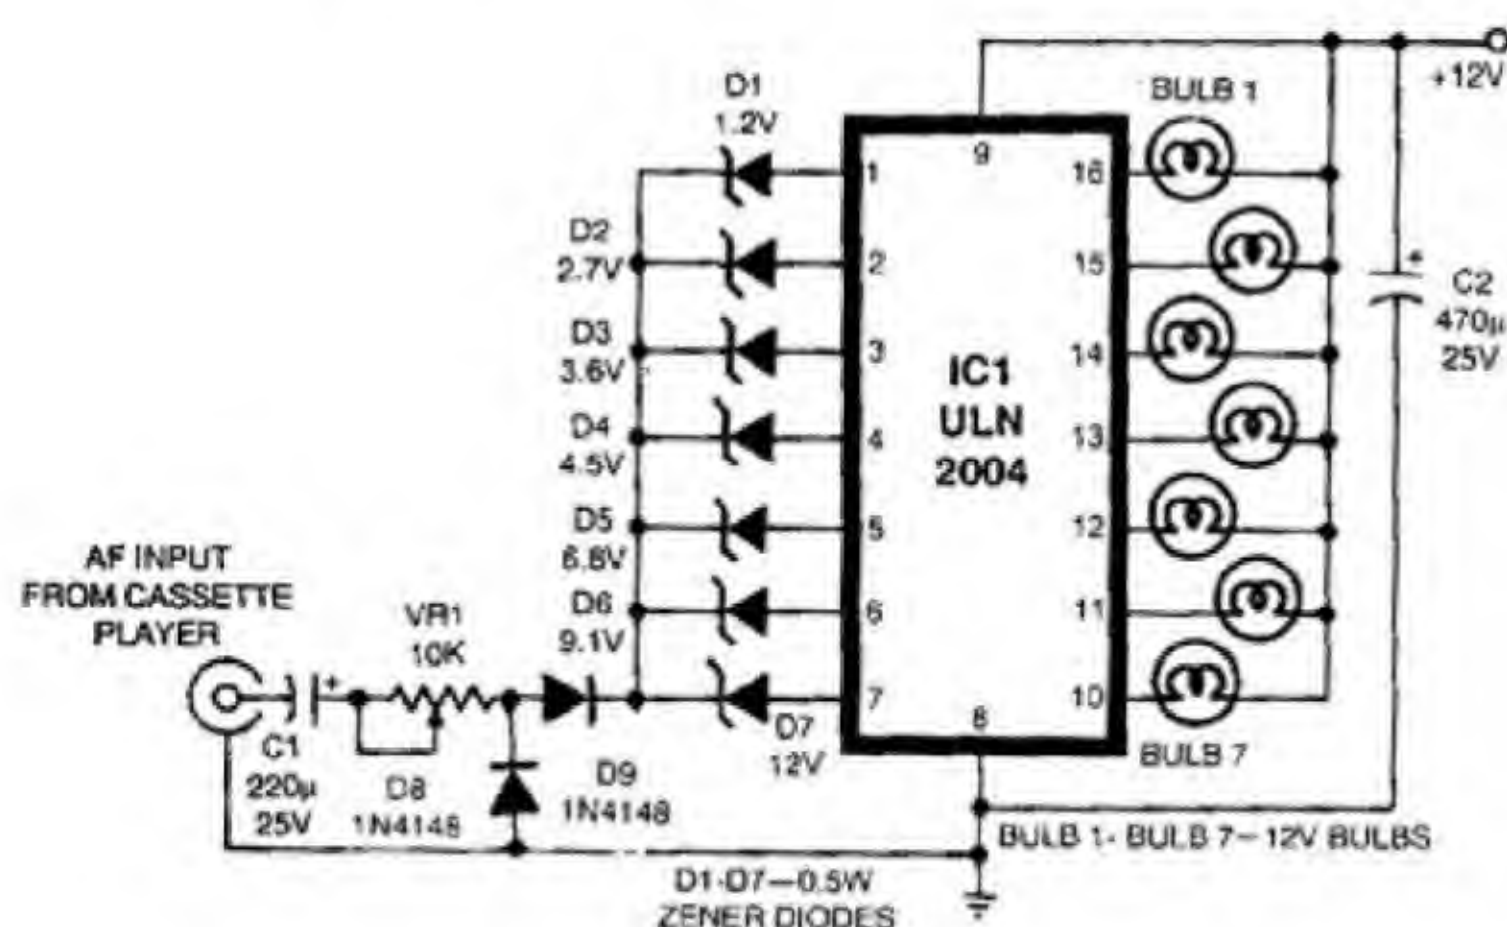 +12V
BULB 1
D1
1.2V
9
1
16
D2
2.7V
2
15
C2
470µ
25V
D3
3.6V
3
14
IC1
ULN
2004
D4
4.5V
4
13
D5
6.8V
5
12
AF INPUT
FROM CASSETTE
PLAYER
D6
9.1V
6
11
VR1
10K
7
10
8
D7
12V
BULB 7
C1
220µ
25V
D8
1N4148
D9
1N4148
BULB 1- BULB 7–12V BULBS
D1-D7–0.5W
ZENER DIODES
+
+